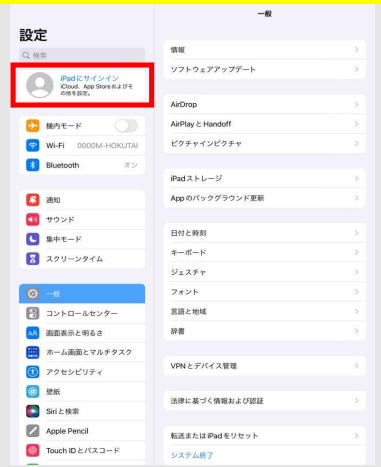 一般
設定
検索
iPadにサインイン
iCloud、App Storeおよびそ
の他を設定。
機内モード
Wi-Fi 0000M-HOKUTAI
Bluetooth オン
通知
サウンド
集中モード
スクリーンタイム
一般
コントロールセンター
AA 画面表示と明るさ
ホーム画面とマルチタスク
アクセシビリティ
壁紙
Siriと検索
Apple Pencil
Touch IDとパスコード
情報
ソフトウェアアップデート
AirDrop
AirPlayとHandoff
ピクチャインピクチャ
iPadストレージ
Appのバックグラウンド更新
日付と時刻
キーボード
ジェスチャ
フォント
言語と地域
辞書
VPNとデバイス管理
法律に基づく情報および認証
転送またはiPadをリセット
システム終了